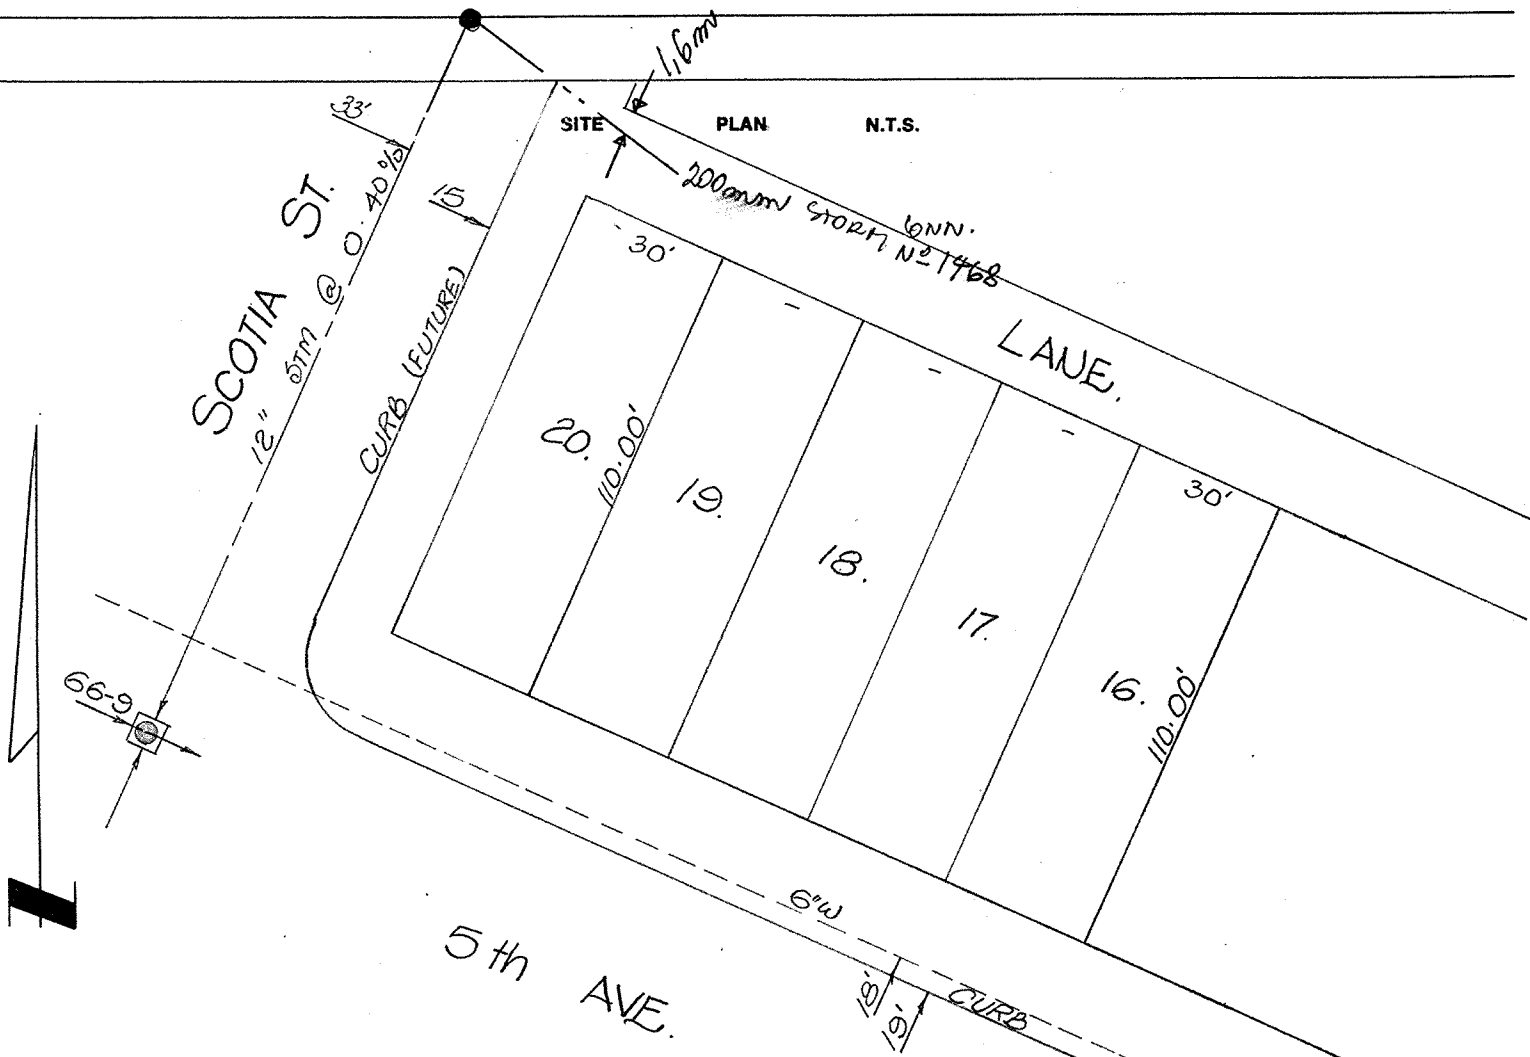 1,6m
33'
SITE PLAN N.T.S.
15
200mm STORM CNN.
Nº 1468
SCOTIA ST.
12" STM @ 0.40%
CURB (FUTURE)
30'
LANE.
20.
110.00'
19.
18.
17.
16.
30'
110.00'
66-9
6"W
5th AVE.
18'
19'
CURB